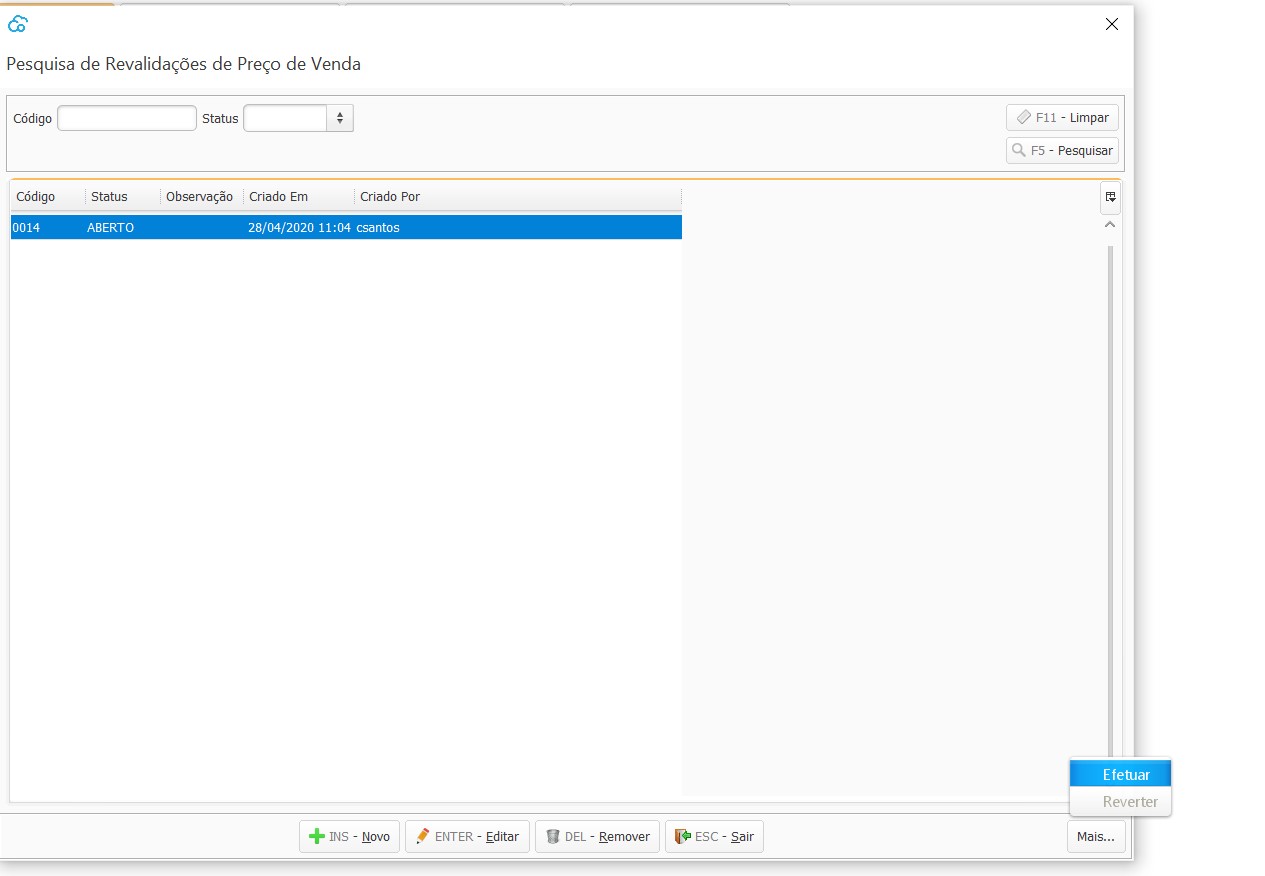 Pesquisa de Revalidações de Preço de Venda
Código Status F11 - Limpar
F5 - Pesquisar
Código Status Observação Criado Em Criado Por
0014 ABERTO 28/04/2020 11:04 csantos
Efetuar
Reverter
INS - Novo ENTER - Editar DEL - Remover ESC - Sair Mais...